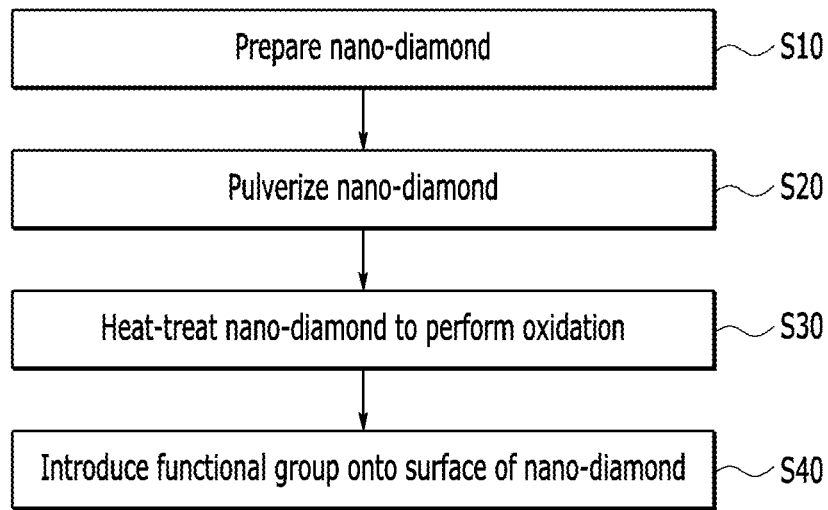 Prepare nano-diamond S10
Pulverize nano-diamond S20
Heat-treat nano-diamond to perform oxidation S30
Introduce functional group onto surface of nano-diamond S40